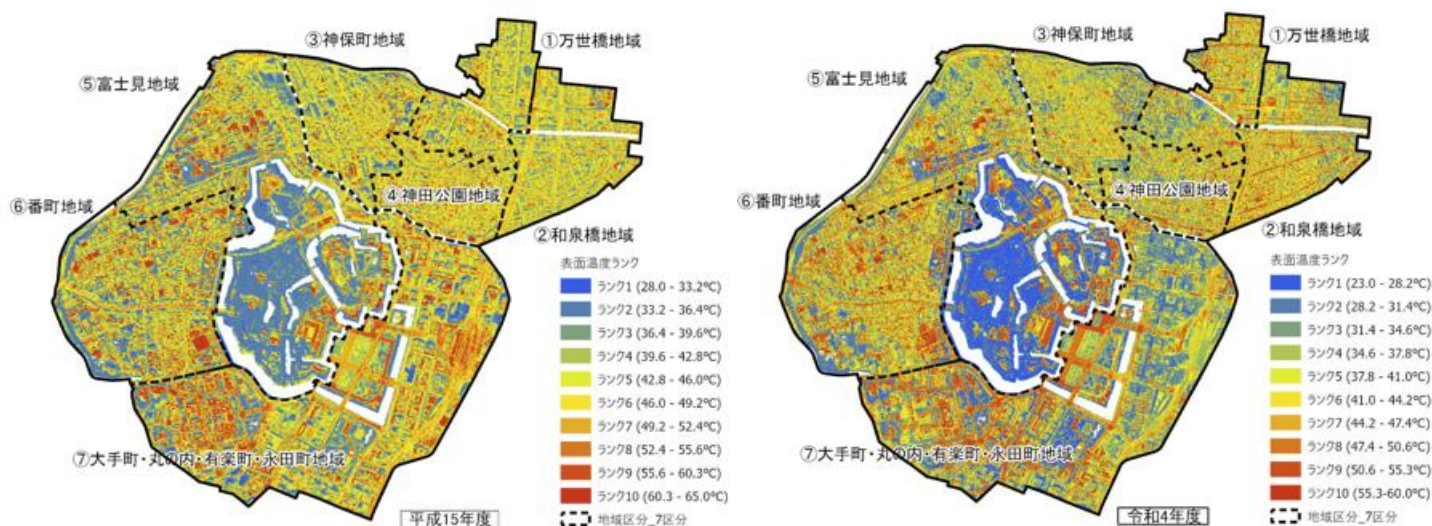 ③神保町地域
①万世橋地域
⑤富士見地域
⑥番町地域
④神田公園地域
②和泉橋地域
⑦大手町・丸の内・有楽町・永田町地域
表面温度ランク
ランク1 (28.0 - 33.2℃)
ランク2 (33.2 - 36.4℃)
ランク3 (36.4 - 39.6℃)
ランク4 (39.6 - 42.8℃)
ランク5 (42.8 - 46.0℃)
ランク6 (46.0 - 49.2℃)
ランク7 (49.2 - 52.4℃)
ランク8 (52.4 - 55.6℃)
ランク9 (55.6 - 60.3℃)
ランク10 (60.3 - 65.0℃)
地域区分_7区分
平成15年度
③神保町地域
①万世橋地域
⑤富士見地域
⑥番町地域
④神田公園地域
②和泉橋地域
⑦大手町・丸の内・有楽町・永田町地域
表面温度ランク
ランク1 (23.0 - 28.2℃)
ランク2 (28.2 - 31.4℃)
ランク3 (31.4 - 34.6℃)
ランク4 (34.6 - 37.8℃)
ランク5 (37.8 - 41.0℃)
ランク6 (41.0 - 44.2℃)
ランク7 (44.2 - 47.4℃)
ランク8 (47.4 - 50.6℃)
ランク9 (50.6 - 55.3℃)
ランク10 (55.3-60.0℃)
地域区分_7区分
令和4年度